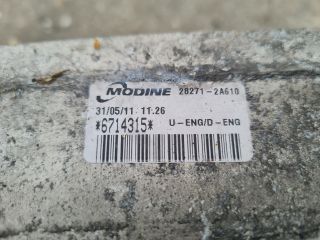 MODINE 28271-2A610
31/05/11 11.26
*6714315* U-ENG/D-ENG